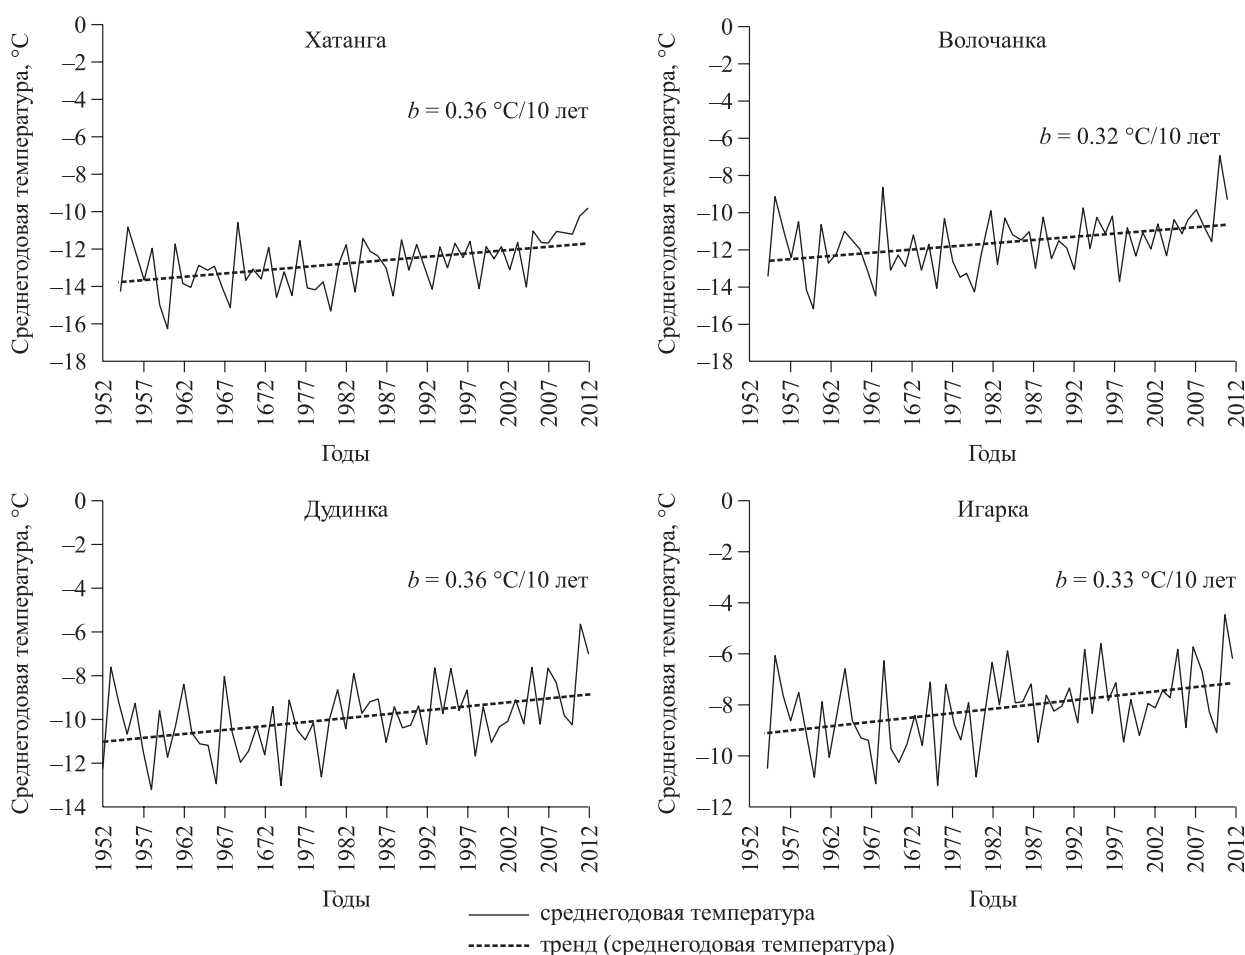 Хатанга
b = 0.36 °C/10 лет
Среднегодовая температура, °C
0
–2
–4
–6
–8
–10
–12
–14
–16
–18
1952 1957 1962 1967 1972 1977 1982 1987 1992 1997 2002 2007 2012
Годы
Волочанка
b = 0.32 °C/10 лет
Среднегодовая температура, °C
0
–2
–4
–6
–8
–10
–12
–14
–16
–18
1952 1957 1962 1967 1972 1977 1982 1987 1992 1997 2002 2007 2012
Годы
Дудинка
b = 0.36 °C/10 лет
Среднегодовая температура, °C
0
–2
–4
–6
–8
–10
–12
–14
1952 1957 1962 1967 1972 1977 1982 1987 1992 1997 2002 2007 2012
Годы
Игарка
b = 0.33 °C/10 лет
Среднегодовая температура, °C
0
–2
–4
–6
–8
–10
–12
1952 1957 1962 1967 1972 1977 1982 1987 1992 1997 2002 2007 2012
Годы
среднегодовая температура
тренд (среднегодовая температура)